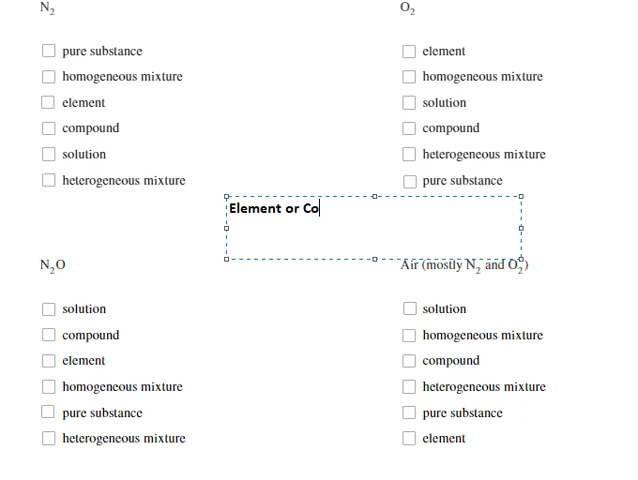 N₂
pure substance
homogeneous mixture
element
compound
solution
heterogeneous mixture
O₂
element
homogeneous mixture
solution
compound
heterogeneous mixture
pure substance
Element or Co
N₂O
solution
compound
element
homogeneous mixture
pure substance
heterogeneous mixture
Air (mostly N₂ and O₂)
solution
homogeneous mixture
compound
heterogeneous mixture
pure substance
element